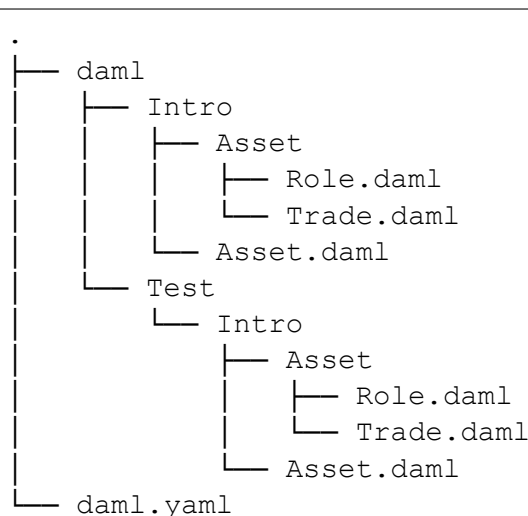 .
├── daml
│   ├── Intro
│   │   ├── Asset
│   │   │   ├── Role.daml
│   │   │   └── Trade.daml
│   │   └── Asset.daml
│   └── Test
│       └── Intro
│           ├── Asset
│           │   ├── Role.daml
│           │   └── Trade.daml
│           └── Asset.daml
└── daml.yaml